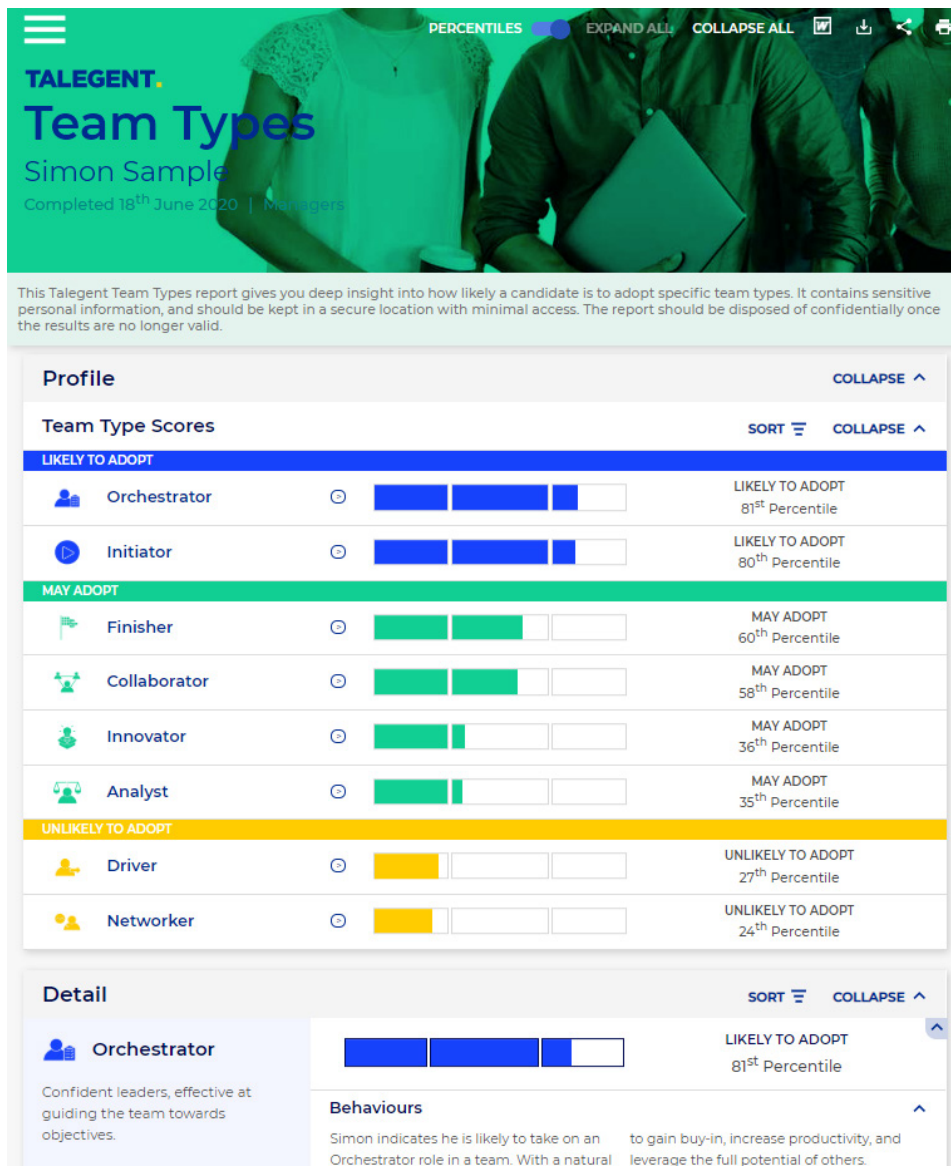 PERCENTILES EXPAND ALL COLLAPSE ALL W
TALEGENT.
Team Types
Simon Sample
Completed 18th June 2020 | Managers
This Talegent Team Types report gives you deep insight into how likely a candidate is to adopt specific team types. It contains sensitive
personal information, and should be kept in a secure location with minimal access. The report should be disposed of confidentially once
the results are no longer valid.
Profile COLLAPSE
Team Type Scores SORT COLLAPSE
LIKELY TO ADOPT
Orchestrator LIKELY TO ADOPT
81st Percentile
Initiator LIKELY TO ADOPT
80th Percentile
MAY ADOPT
Finisher MAY ADOPT
60th Percentile
Collaborator MAY ADOPT
58th Percentile
Innovator MAY ADOPT
36th Percentile
Analyst MAY ADOPT
35th Percentile
UNLIKELY TO ADOPT
Driver UNLIKELY TO ADOPT
27th Percentile
Networker UNLIKELY TO ADOPT
24th Percentile
Detail SORT COLLAPSE
Orchestrator LIKELY TO ADOPT
81st Percentile
Confident leaders, effective at
guiding the team towards
objectives.
Behaviours
Simon indicates he is likely to take on an
Orchestrator role in a team. With a natural
to gain buy-in, increase productivity, and
leverage the full potential of others.